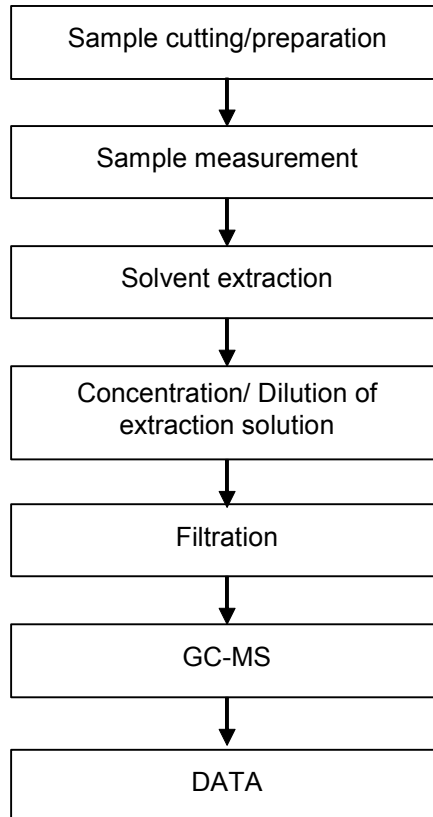 Sample cutting/preparation
Sample measurement
Solvent extraction
Concentration/ Dilution of
extraction solution
Filtration
GC-MS
DATA